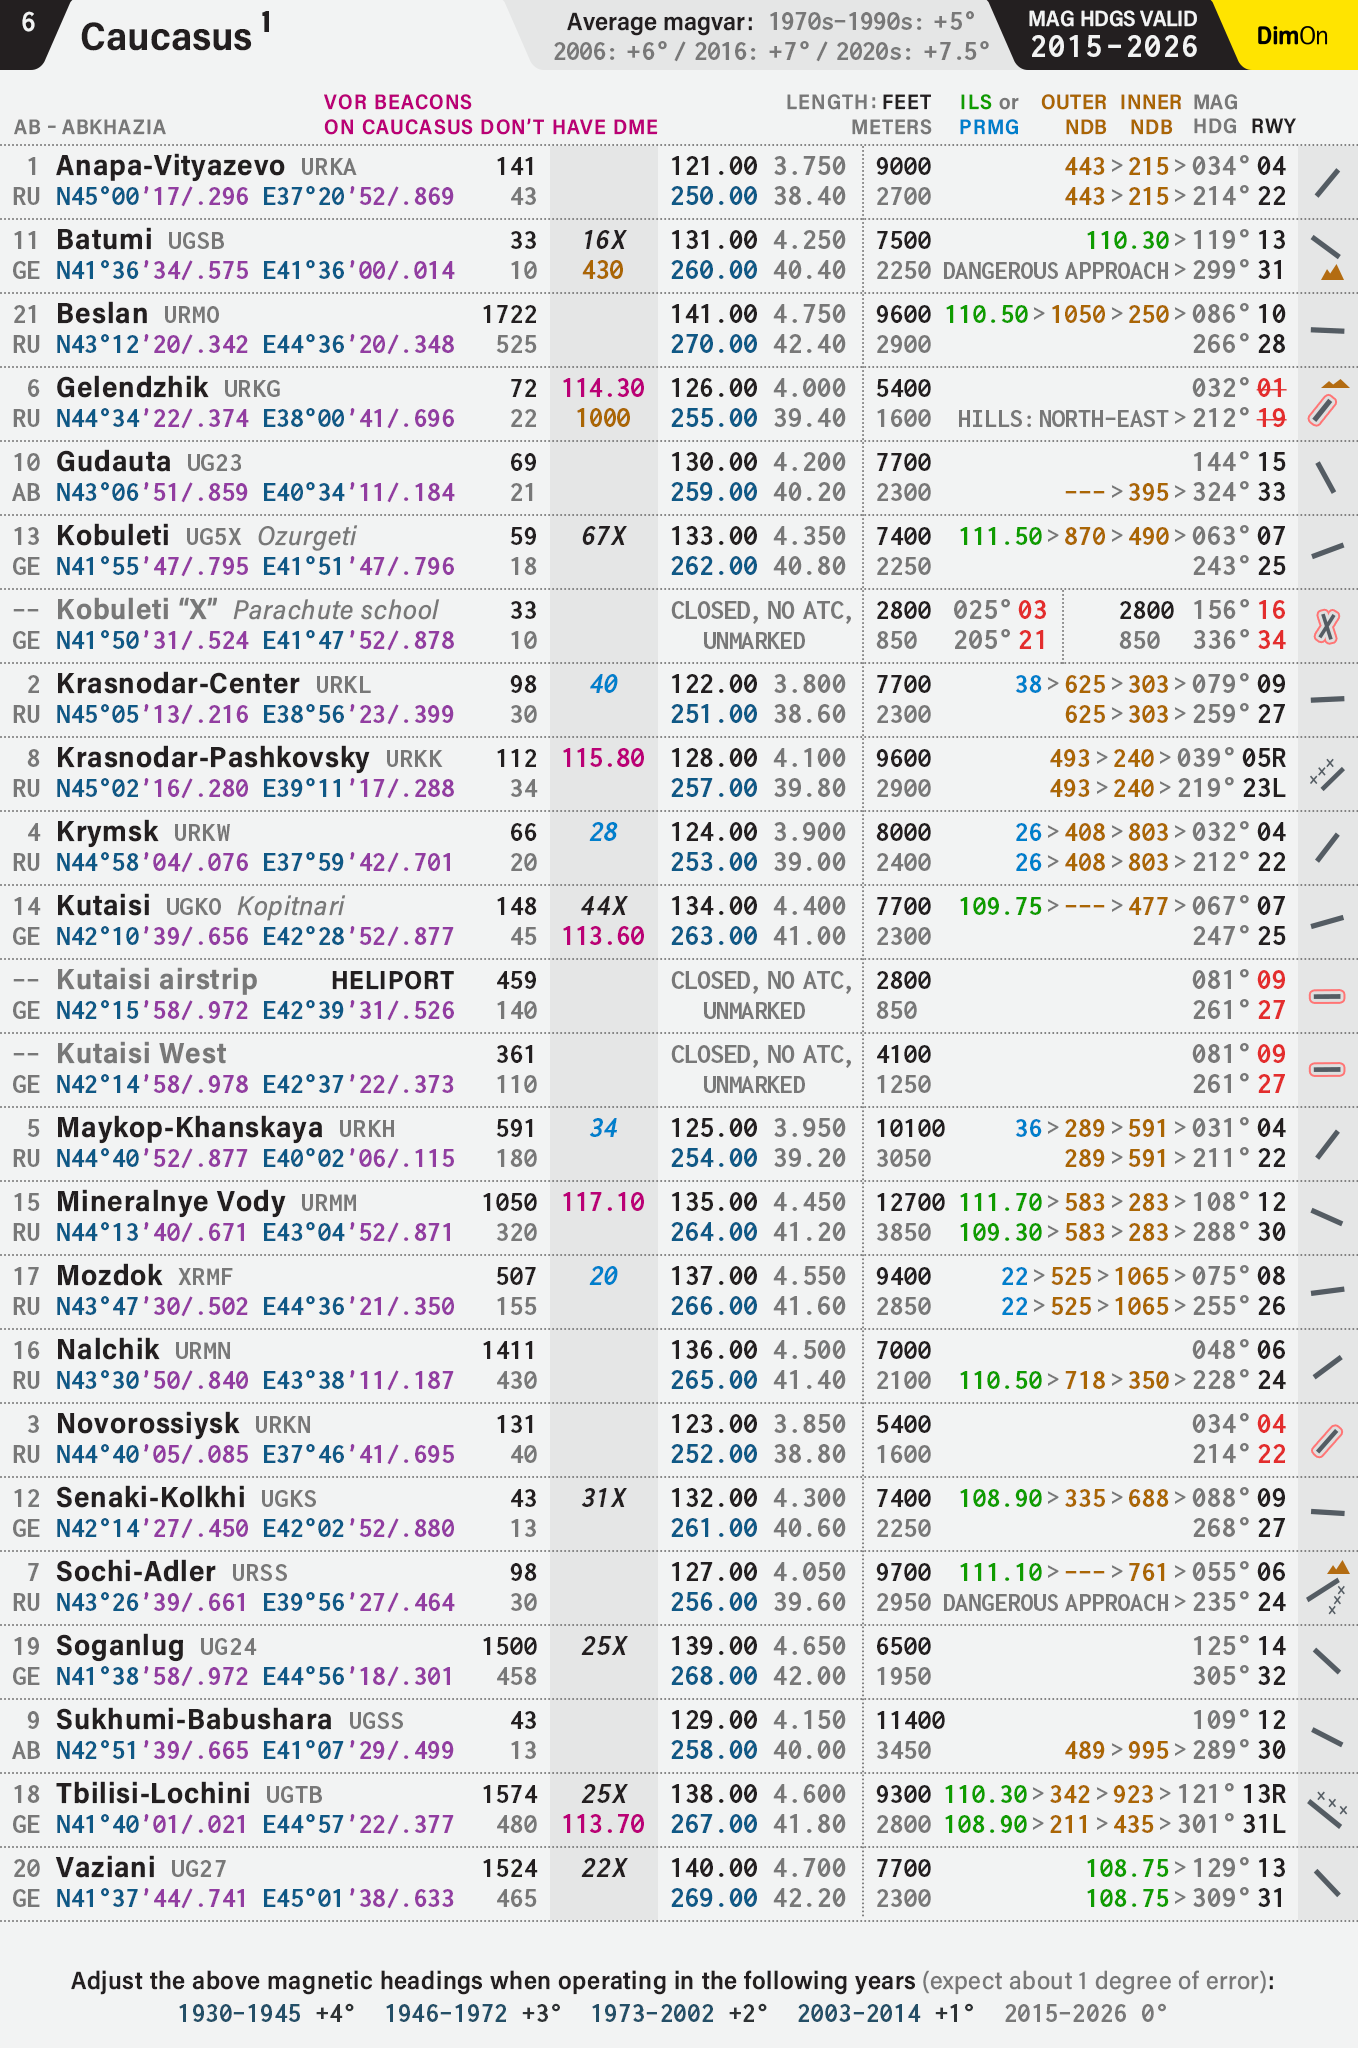 6 Caucasus 1 Average magvar: 1970s-1990s: +5° MAG HDGS VALID DimOn
2006: +6° / 2016: +7° / 2020s: +7.5° 2015-2026
VOR BEACONS LENGTH: FEET ILS or OUTER INNER MAG
AB - ABKHAZIA ON CAUCASUS DON'T HAVE DME METERS PRMG NDB NDB HDG RWY
1 Anapa-Vityazevo URKA 141 121.00 3.750 9000 443 > 215 > 034° 04
RU N45°00'17/.296 E37°20'52/.869 43 250.00 38.40 2700 443 > 215 > 214° 22
11 Batumi UGSB 33 16X 131.00 4.250 7500 110.30 > 119° 13
GE N41°36'34/.575 E41°36'00/.014 10 430 260.00 40.40 2250 DANGEROUS APPROACH > 299° 31
21 Beslan URMO 1722 141.00 4.750 9600 110.50 > 1050 > 250 > 086° 10
RU N43°12'20/.342 E44°36'20/.348 525 270.00 42.40 2900 266° 28
6 Gelendzhik URKG 72 114.30 126.00 4.000 5400 032° 01
RU N44°34'22/.374 E38°00'41/.696 22 1000 255.00 39.40 1600 HILLS: NORTH-EAST > 212° 19
10 Gudauta UG23 69 130.00 4.200 7700 144° 15
AB N43°06'51/.859 E40°34'11/.184 21 259.00 40.20 2300 --- > 395 > 324° 33
13 Kobuleti UG5X Ozurgeti 59 67X 133.00 4.350 7400 111.50 > 870 > 490 > 063° 07
GE N41°55'47/.795 E41°51'47/.796 18 262.00 40.80 2250 243° 25
-- Kobuleti “X” Parachute school 33 CLOSED, NO ATC, 2800 025° 03 2800 156° 16
GE N41°50'31/.524 E41°47'52/.878 10 UNMARKED 850 205° 21 850 336° 34
2 Krasnodar-Center URKL 98 40 122.00 3.800 7700 38 > 625 > 303 > 079° 09
RU N45°05'13/.216 E38°56'23/.399 30 251.00 38.60 2300 625 > 303 > 259° 27
8 Krasnodar-Pashkovsky URKK 112 115.80 128.00 4.100 9600 493 > 240 > 039° 05R
RU N45°02'16/.280 E39°11'17/.288 34 257.00 39.80 2900 493 > 240 > 219° 23L
4 Krymsk URKW 66 28 124.00 3.900 8000 26 > 408 > 803 > 032° 04
RU N44°58'04/.076 E37°59'42/.701 20 253.00 39.00 2400 26 > 408 > 803 > 212° 22
14 Kutaisi UGKO Kopitnari 148 44X 134.00 4.400 7700 109.75 > --- > 477 > 067° 07
GE N42°10'39/.656 E42°28'52/.877 45 113.60 263.00 41.00 2300 247° 25
-- Kutaisi airstrip HELIPORT 459 CLOSED, NO ATC, 2800 081° 09
GE N42°15'58/.972 E42°39'31/.526 140 UNMARKED 850 261° 27
-- Kutaisi West 361 CLOSED, NO ATC, 4100 081° 09
GE N42°14'58/.978 E42°37'22/.373 110 UNMARKED 1250 261° 27
5 Maykop-Khanskaya URKH 591 34 125.00 3.950 10100 36 > 289 > 591 > 031° 04
RU N44°40'52/.877 E40°02'06/.115 180 254.00 39.20 3050 289 > 591 > 211° 22
15 Mineralnye Vody URMM 1050 117.10 135.00 4.450 12700 111.70 > 583 > 283 > 108° 12
RU N44°13'40/.671 E43°04'52/.871 320 264.00 41.20 3850 109.30 > 583 > 283 > 288° 30
17 Mozdok XRMF 507 20 137.00 4.550 9400 22 > 525 > 1065 > 075° 08
RU N43°47'30/.502 E44°36'21/.350 155 266.00 41.60 2850 22 > 525 > 1065 > 255° 26
16 Nalchik URMN 1411 136.00 4.500 7000 048° 06
RU N43°30'50/.840 E43°38'11/.187 430 265.00 41.40 2100 110.50 > 718 > 350 > 228° 24
3 Novorossiysk URKN 131 123.00 3.850 5400 034° 04
RU N44°40'05/.085 E37°46'41/.695 40 252.00 38.80 1600 214° 22
12 Senaki-Kolkhi UGKS 43 31X 132.00 4.300 7400 108.90 > 335 > 688 > 088° 09
GE N42°14'27/.450 E42°02'52/.880 13 261.00 40.60 2250 268° 27
7 Sochi-Adler URSS 98 127.00 4.050 9700 111.10 > --- > 761 > 055° 06
RU N43°26'39/.661 E39°56'27/.464 30 256.00 39.60 2950 DANGEROUS APPROACH > 235° 24
19 Soganlug UG24 1500 25X 139.00 4.650 6500 125° 14
GE N41°38'58/.972 E44°56'18/.301 458 268.00 42.00 1950 305° 32
9 Sukhumi-Babushara UGSS 43 129.00 4.150 11400 109° 12
AB N42°51'39/.665 E41°07'29/.499 13 258.00 40.00 3450 489 > 995 > 289° 30
18 Tbilisi-Lochini UGTB 1574 25X 138.00 4.600 9300 110.30 > 342 > 923 > 121° 13R
GE N41°40'01/.021 E44°57'22/.377 480 113.70 267.00 41.80 2800 108.90 > 211 > 435 > 301° 31L
20 Vaziani UG27 1524 22X 140.00 4.700 7700 108.75 > 129° 13
GE N41°37'44/.741 E45°01'38/.633 465 269.00 42.20 2300 108.75 > 309° 31
Adjust the above magnetic headings when operating in the following years (expect about 1 degree of error):
1930-1945 +4° 1946-1972 +3° 1973-2002 +2° 2003-2014 +1° 2015-2026 0°